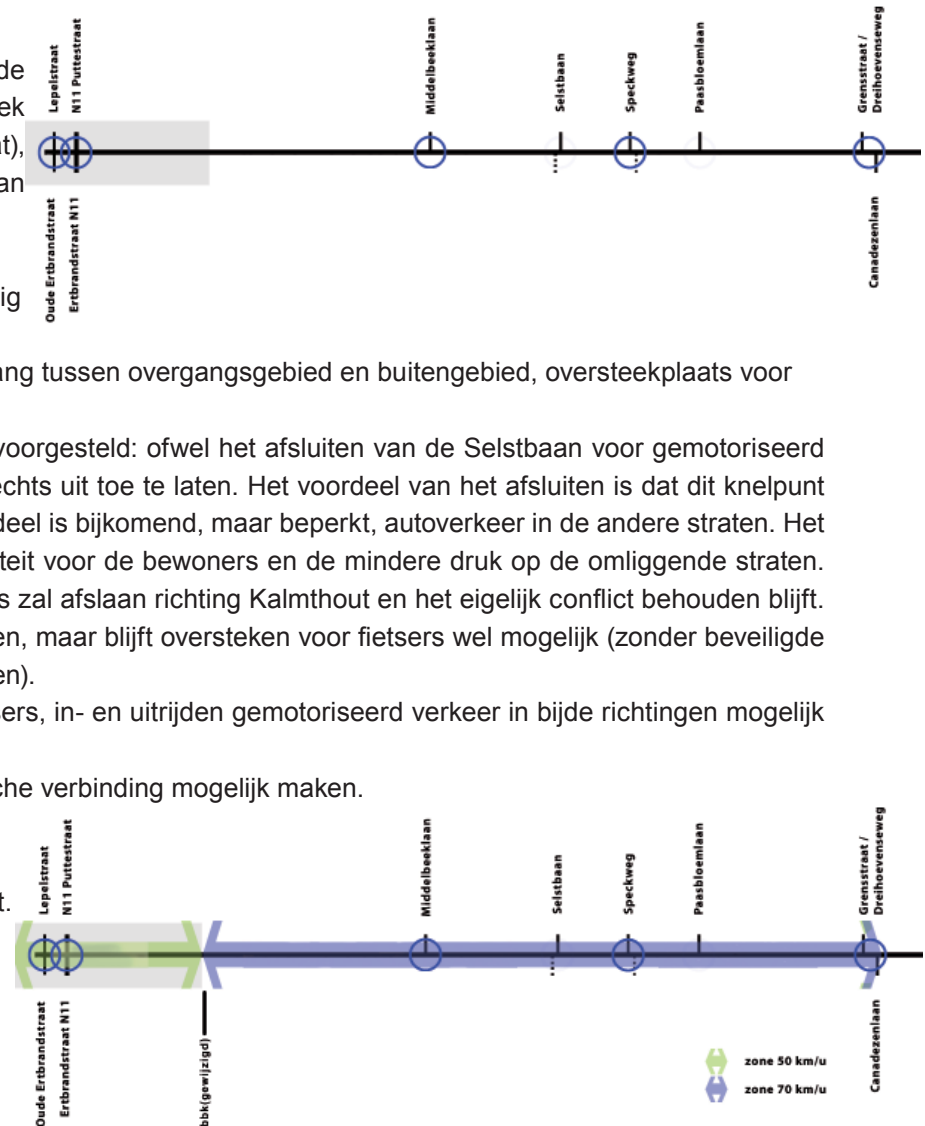 de
ek
at),
an
ig
Lepelstraat
N11 Puttestraat
Middelbeeklaan
Selstbaan
Speckweg
Paasbloemlaan
Grensstraat /
Dreihoevenseweg
Oude Ertbrandstraat
Ertbrandstraat N11
Canadezenlaan
ang tussen overgangsgebied en buitengebied, oversteekplaats voor
voorgesteld: ofwel het afsluiten van de Selstbaan voor gemotoriseerd
echts uit toe te laten. Het voordeel van het afsluiten is dat dit knelpunt
deel is bijkomend, maar beperkt, autoverkeer in de andere straten. Het
teit voor de bewoners en de mindere druk op de omliggende straten.
s zal afslaan richting Kalmthout en het eigelijk conflict behouden blijft.
en, maar blijft oversteken voor fietsers wel mogelijk (zonder beveiligde
en).
sers, in- en uitrijden gemotoriseerd verkeer in bijde richtingen mogelijk
che verbinding mogelijk maken.
t.
Lepelstraat
N11 Puttestraat
Middelbeeklaan
Selstbaan
Speckweg
Paasbloemlaan
Grensstraat /
Dreihoevenseweg
Oude Ertbrandstraat
Ertbrandstraat N11
bbk(gewijzigd)
Canadezenlaan
zone 50 km/u
zone 70 km/u